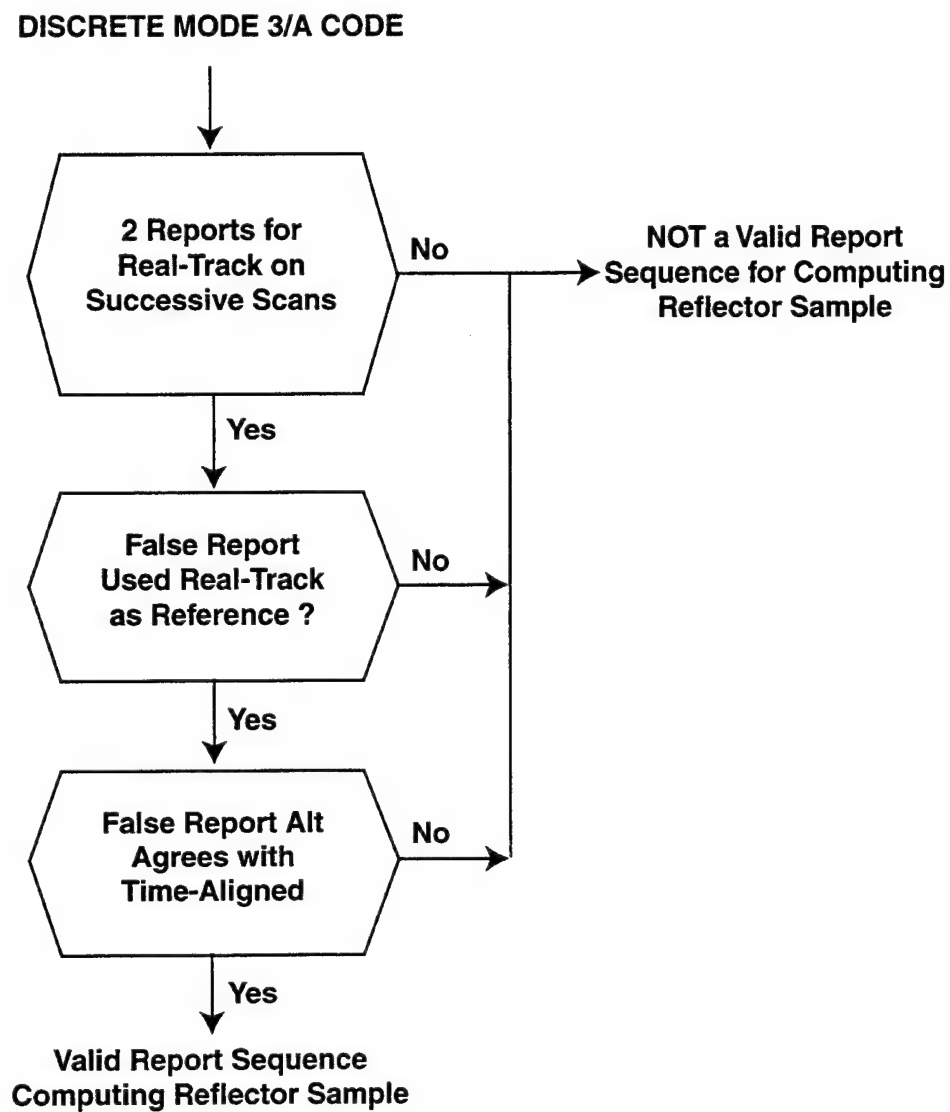 DISCRETE MODE 3/A CODE
2 Reports for
Real-Track on
Successive Scans
No
NOT a Valid Report
Sequence for Computing
Reflector Sample
Yes
False Report
Used Real-Track
as Reference ?
No
Yes
False Report Alt
Agrees with
Time-Aligned
No
Yes
Valid Report Sequence
Computing Reflector Sample